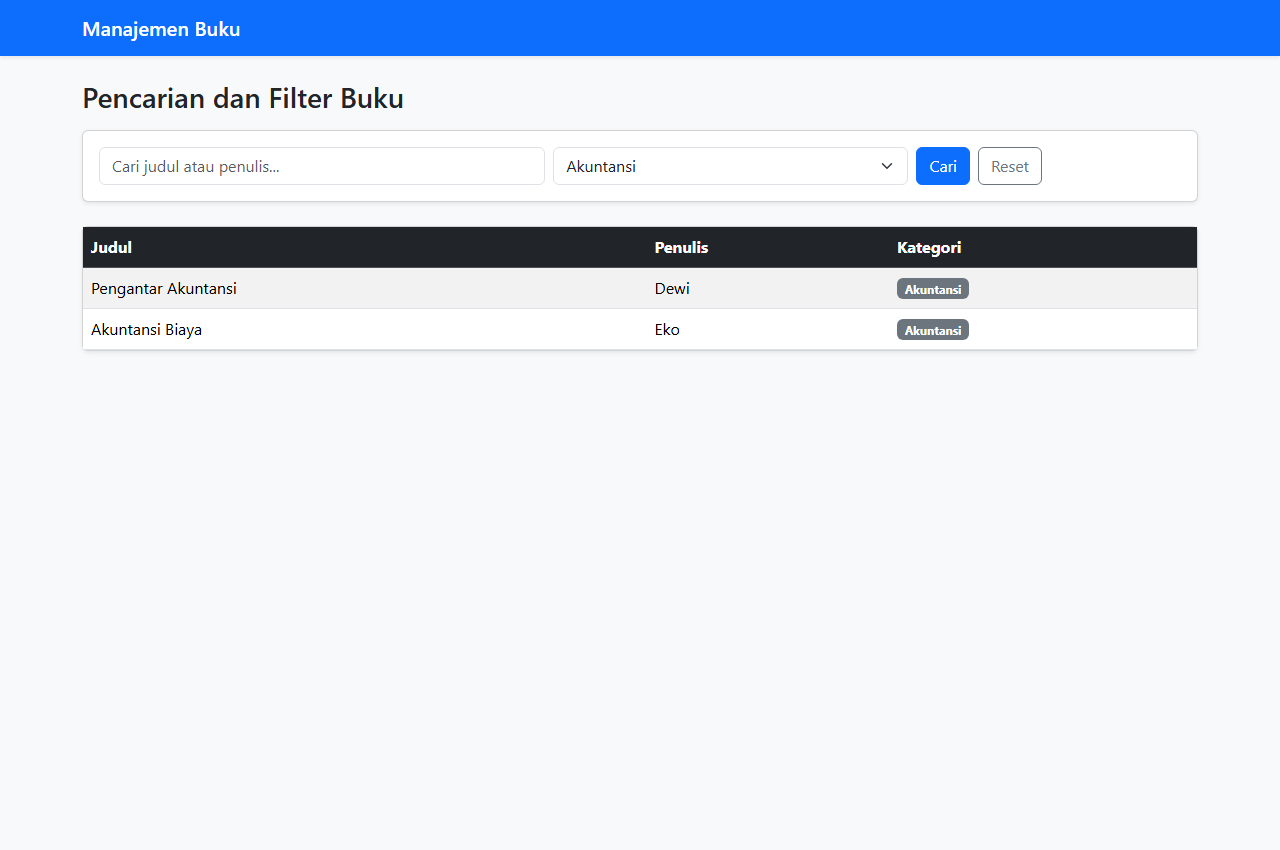 Manajemen Buku
Pencarian dan Filter Buku
Cari judul atau penulis... Akuntansi Cari Reset
Judul Penulis Kategori
Pengantar Akuntansi Dewi Akuntansi
Akuntansi Biaya Eko Akuntansi